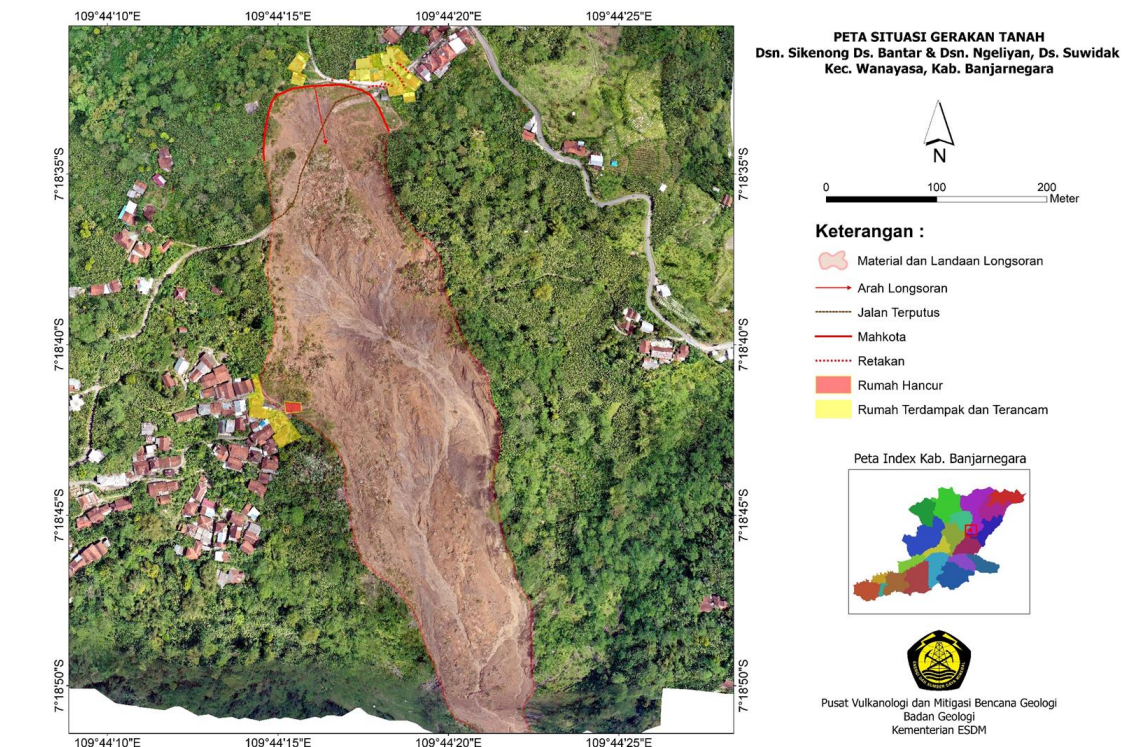 109°44'10"E 109°44'15"E 109°44'20"E 109°44'25"E
7°18'35"S 7°18'35"S
7°18'40"S 7°18'40"S
7°18'45"S 7°18'45"S
7°18'50"S 7°18'50"S
109°44'10"E 109°44'15"E 109°44'20"E 109°44'25"E
PETA SITUASI GERAKAN TANAH
Dsn. Sikenong Ds. Bantar & Dsn. Ngeliyan, Ds. Suwidak
Kec. Wanayasa, Kab. Banjarnegara
N
0 100 200
Meter
Keterangan :
Material dan Landaan Longsoran
Arah Longsoran
Jalan Terputus
Mahkota
Retakan
Rumah Hancur
Rumah Terdampak dan Terancam
Peta Index Kab. Banjarnegara
Pusat Vulkanologi dan Mitigasi Bencana Geologi
Badan Geologi
Kementerian ESDM